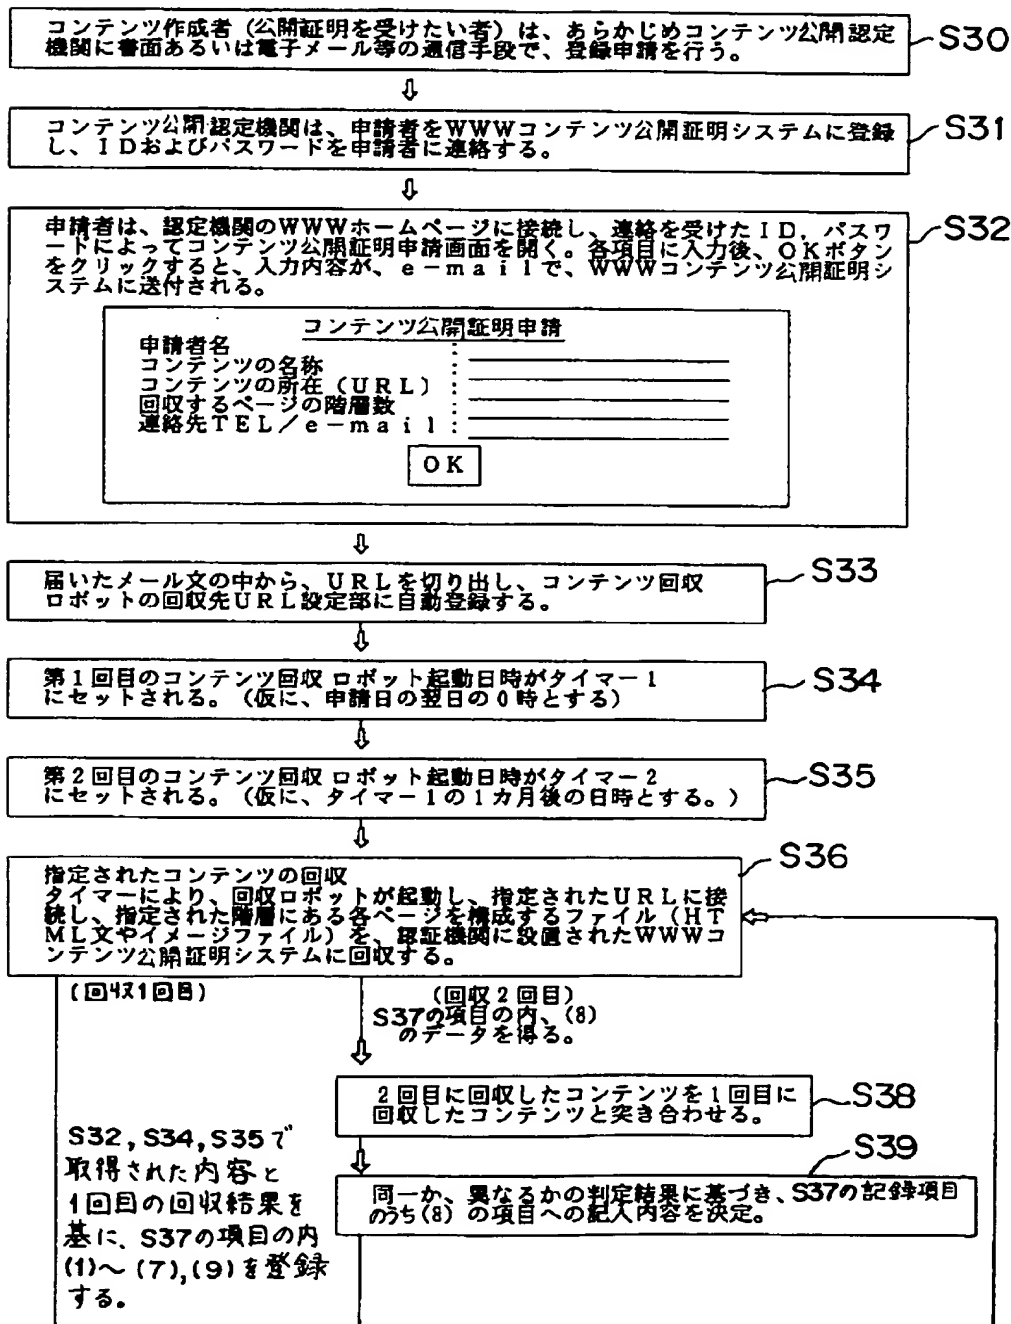 コンテンツ作成者(公開証明を受けたい者)は、あらかじめコンテンツ公開認定
機関に書面あるいは電子メール等の通信手段で、登録申請を行う。
S30
コンテンツ公開認定機関は、申請者をWWWコンテンツ公開証明システムに登録
し、IDおよびパスワードを申請者に連絡する。
S31
申請者は、認定機関のWWWホームページに接続し、連絡を受けたID,パスワ
ードによってコンテンツ公開証明申請画面を開く。各項目に入力後、OKボタン
をクリックすると、入力内容が、e-mailで、WWWコンテンツ公開証明シ
ステムに送付される。
S32
コンテンツ公開証明申請
申請者名 :
コンテンツの名称 :
コンテンツの所在(URL):
回収するページの階層数 :
連絡先TEL/e-mail:
OK
届いたメール文の中から、URLを切り出し、コンテンツ回収
ロボットの回収先URL設定部に自動登録する。
S33
第1回目のコンテンツ回収ロボット起動日時がタイマー1
にセットされる。(仮に、申請日の翌日の0時とする)
S34
第2回目のコンテンツ回収ロボット起動日時がタイマー2
にセットされる。(仮に、タイマー1の1カ月後の日時とする。)
S35
指定されたコンテンツの回収
タイマーにより、回収ロボットが起動し、指定されたURLに接
続し、指定された階層にある各ページを構成するファイル(HT
ML文やイメージファイル)を、認証機関に設置されたWWWコ
ンテンツ公開証明システムに回収する。
S36
(回収1回目)
(回収2回目)
S37の項目の内、(8)
のデータを得る。
2回目に回収したコンテンツを1回目に
回収したコンテンツと突き合わせる。
S38
同一か、異なるかの判定結果に基づき、S37の記録項目
のうち(8)の項目への記入内容を決定。
S39
S32,S34,S35で
取得された内容と
1回目の回収結果を
基に、S37の項目の内
(1)~(7),(9)を登録
する。